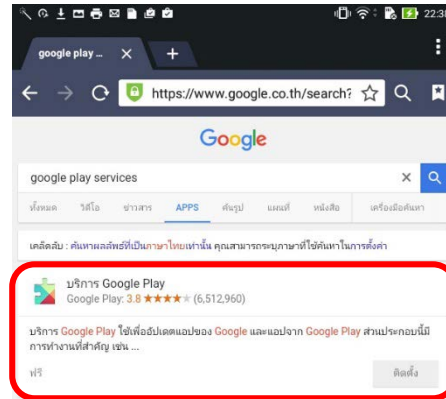 22:38
google play ...
https://www.google.co.th/search?
Google
google play services
ทั้งหมด วิดีโอ ข่าวสาร APPS ค้นรูป แผนที่ หนังสือ เครื่องมือค้นหา
เคล็ดลับ : ค้นหาผลลัพธ์ที่เป็นภาษาไทยเท่านั้น คุณสามารถระบุภาษาที่ใช้ค้นหาในการตั้งค่า
บริการ Google Play
Google Play: 3.8 ★★★★★ (6,512,960)
บริการ Google Play ใช้เพื่ออัปเดตแอปของ Google และแอปจาก Google Play ส่วนประกอบนี้มี
การทำงานที่สำคัญ เช่น ...
ฟรี
ติดตั้ง